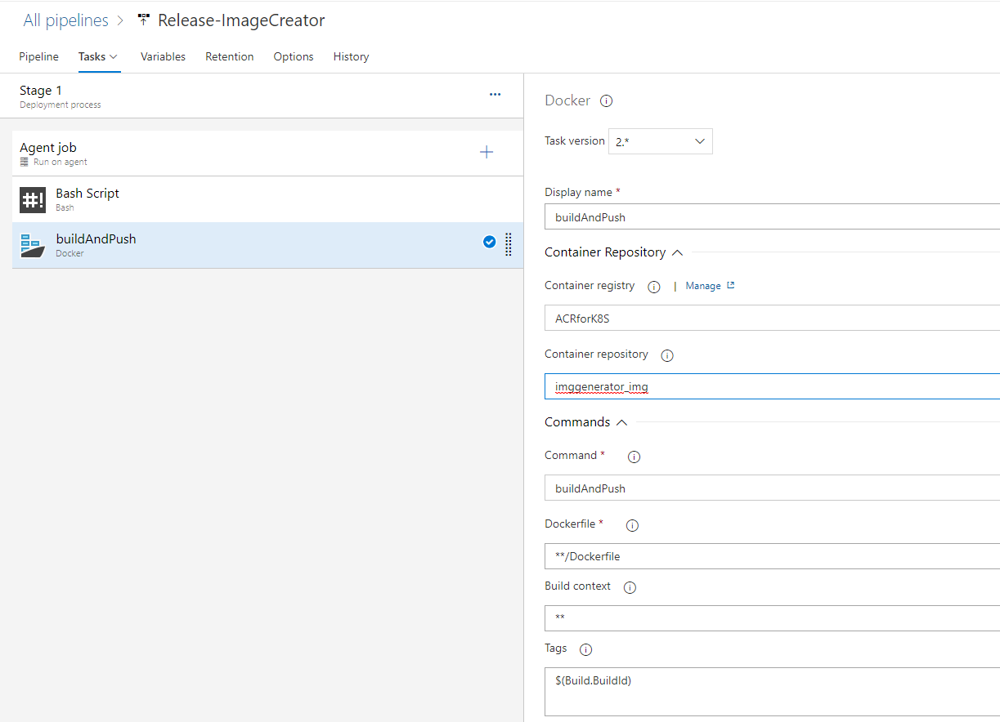 All pipelines > Release-ImageCreator
Pipeline Tasks Variables Retention Options History
Stage 1
Deployment process
...
Agent job
Run on agent
+
#! Bash Script
Bash
buildAndPush
Docker
Docker
Task version 2.*
Display name *
buildAndPush
Container Repository
Container registry | Manage
ACRforK8S
Container repository
imggenerator_img
Commands
Command *
buildAndPush
Dockerfile *
**/Dockerfile
Build context
**
Tags
$(Build.BuildId)